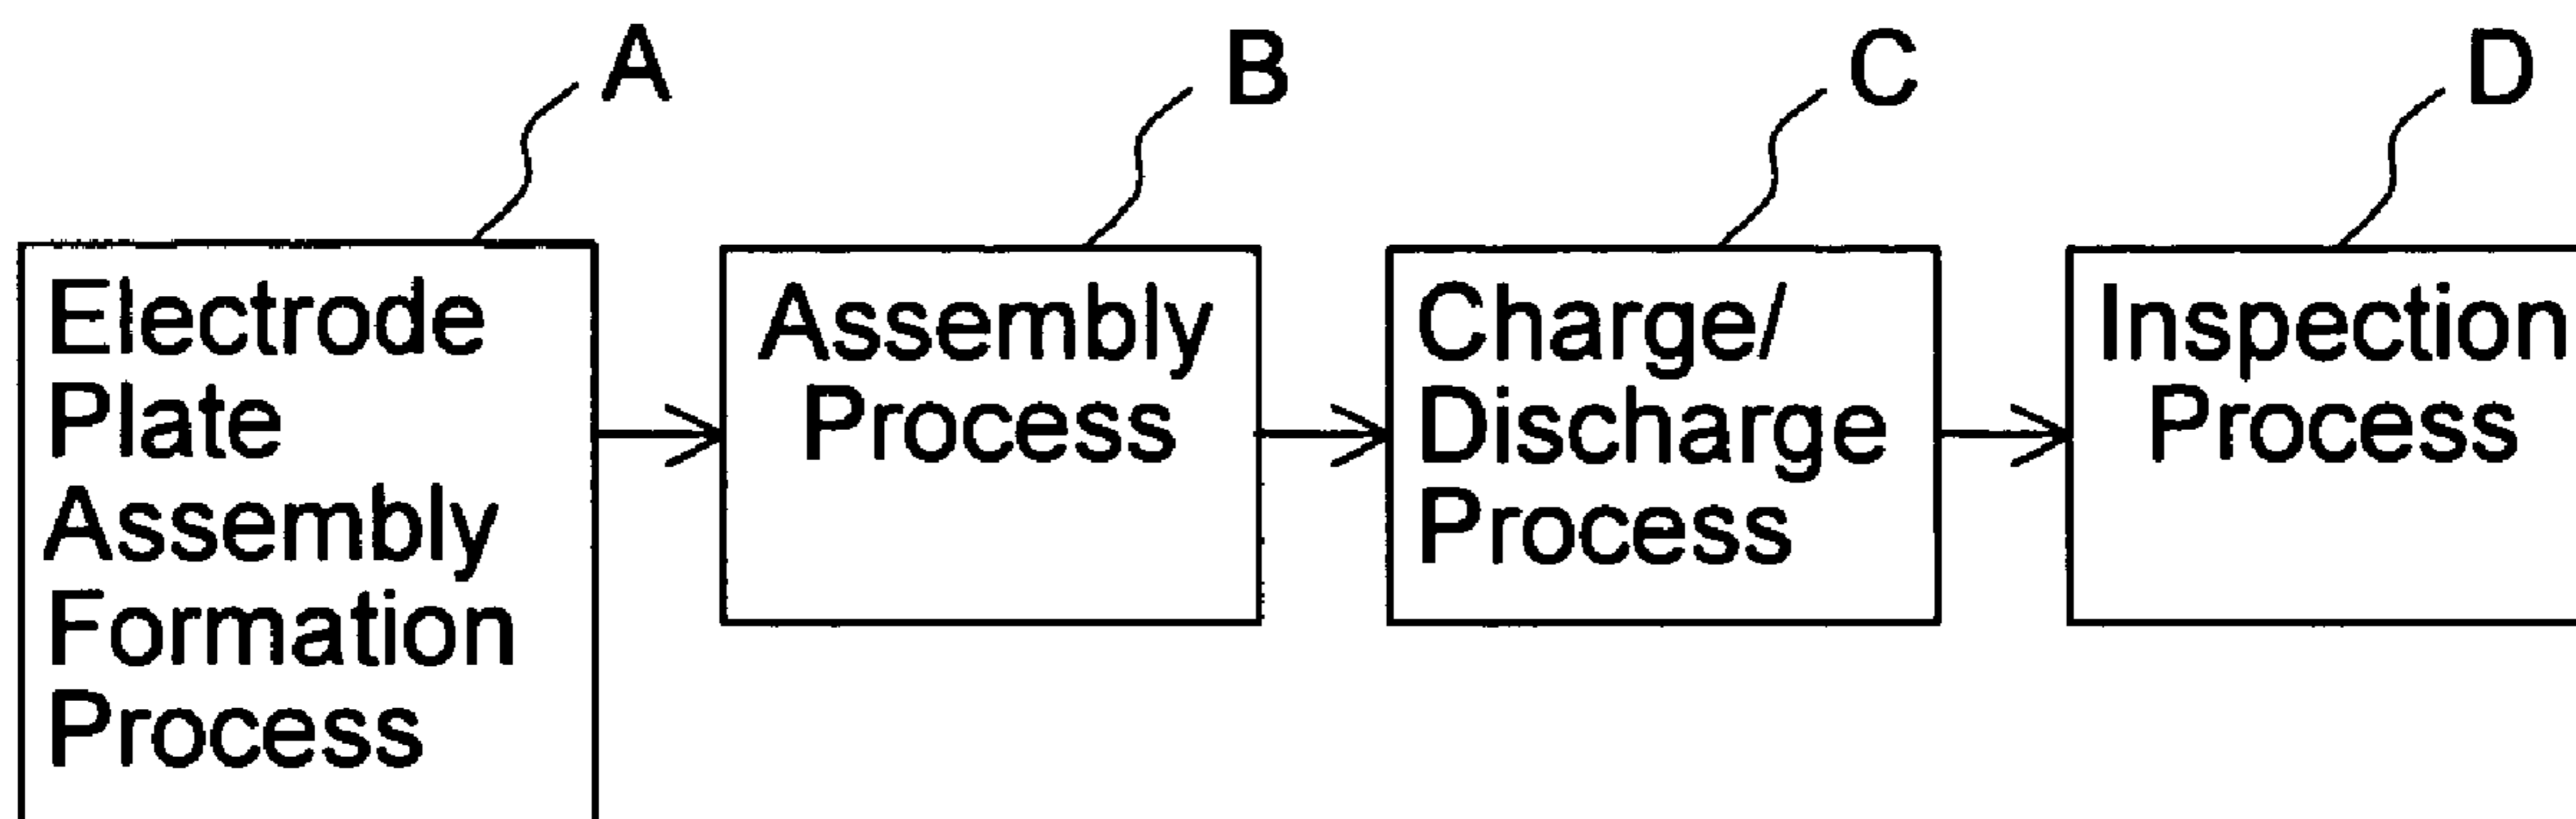 A
B
C
D
Electrode
Plate
Assembly
Formation
Process
Assembly
Process
Charge/
Discharge
Process
Inspection
Process